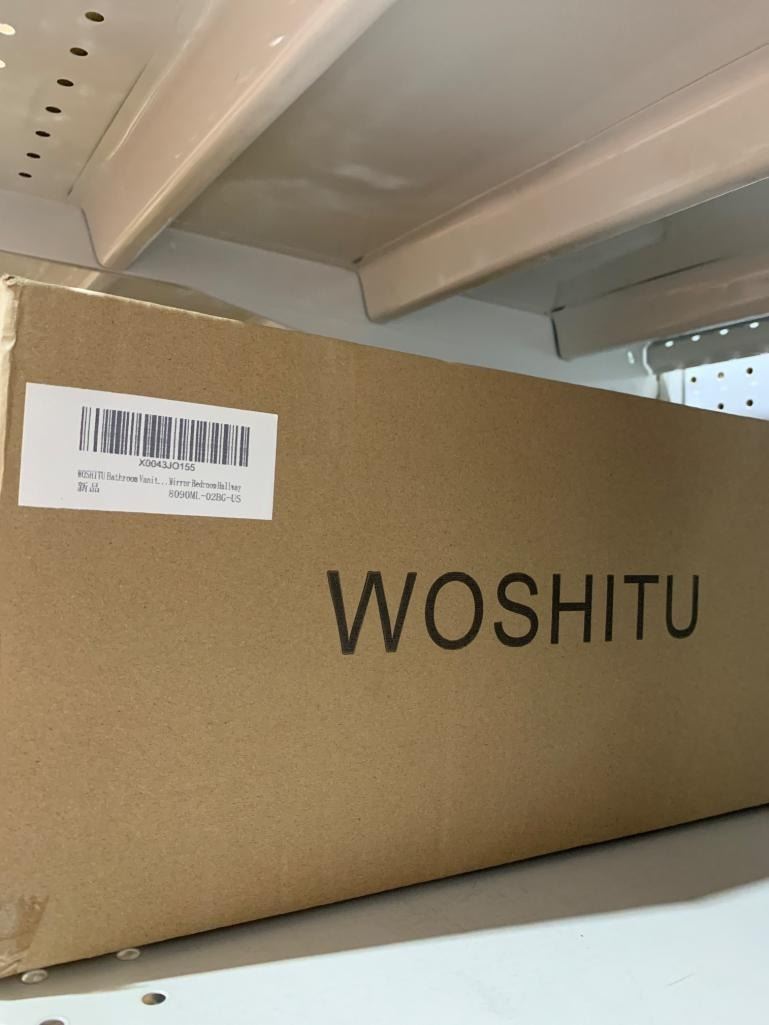 X0043JO155
WOSHITU Bathroom Vanit...Mirror Bedroom Hallway
新品
8090ML-02BG-US
WOSHITU